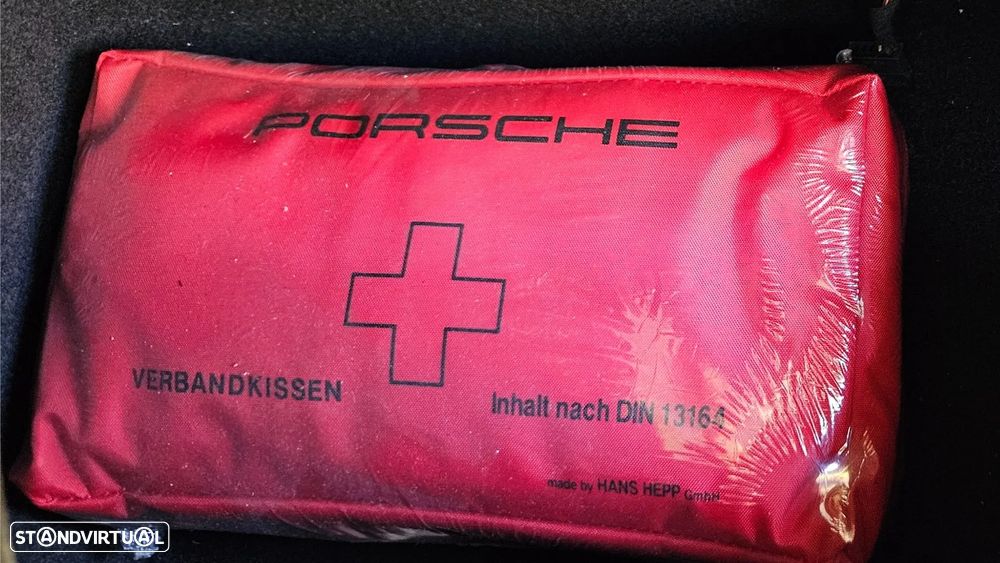 PORSCHE
VERBANDKISSEN
Inhalt nach DIN 13164
made by HANS HEPP GmbH
STANDVIRTUAL